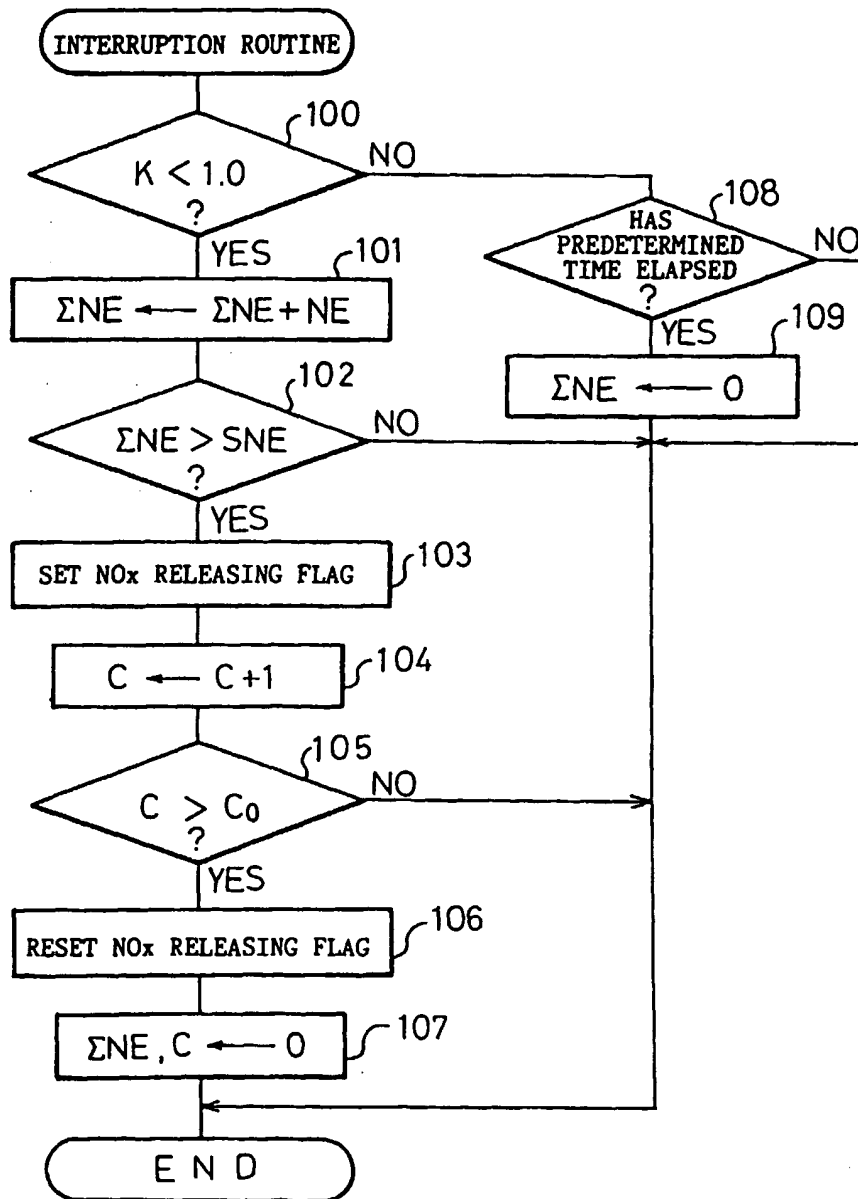 INTERRUPTION ROUTINE
100
K < 1.0
?
NO
YES
108
HAS
PREDETERMINED
TIME ELAPSED
?
NO
YES
101
ΣNE ← ΣNE + NE
109
ΣNE ← 0
102
ΣNE > SNE
?
NO
YES
103
SET NOx RELEASING FLAG
104
C ← C+1
105
C > C0
?
NO
YES
106
RESET NOx RELEASING FLAG
107
ΣNE, C ← 0
END